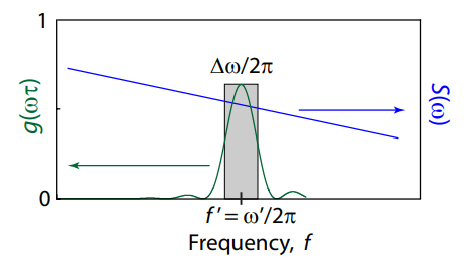 1
Δω/2π
g(ωτ)
S(ω)
0
f′ = ω′/2π
Frequency, f